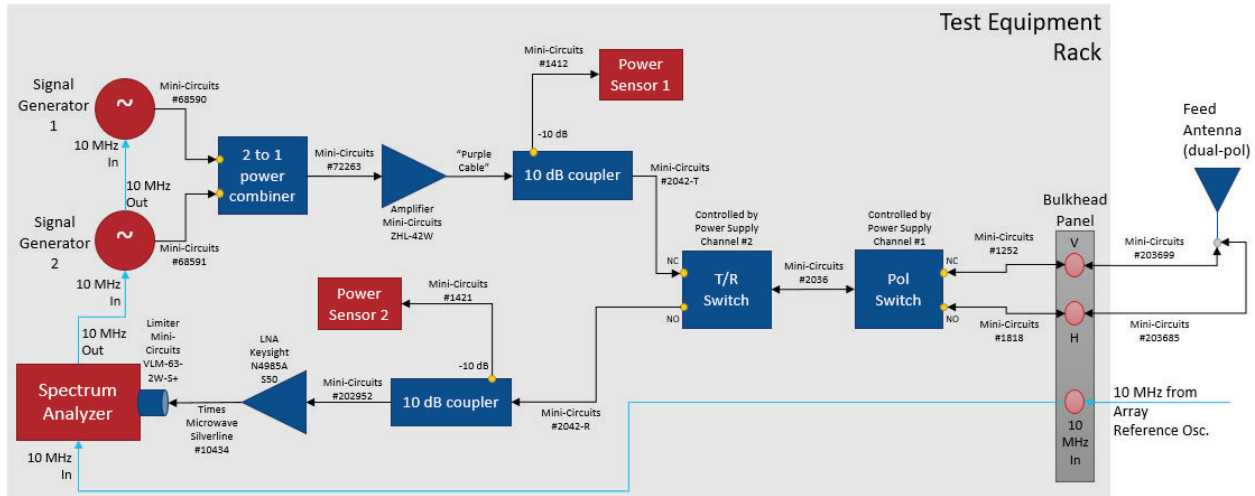 Test Equipment
Rack
Signal
Generator
1
~
10 MHz
In
Mini-Circuits
#68590
10 MHz
Out
Signal
Generator
2
~
Mini-Circuits
#68591
10 MHz
In
2 to 1
power
combiner
Mini-Circuits
#72263
Amplifier
Mini-Circuits
ZHL-42W
"Purple
Cable"
10 dB coupler
-10 dB
Mini-Circuits
#1412
Power
Sensor 1
Mini-Circuits
#2042-T
Controlled by
Power Supply
Channel #2
NC
T/R
Switch
NO
Mini-Circuits
#2036
Controlled by
Power Supply
Channel #1
Pol
Switch
NC
NO
Mini-Circuits
#1252
Mini-Circuits
#1818
Bulkhead
Panel
V
H
10
MHz
In
Feed
Antenna
(dual-pol)
Mini-Circuits
#203699
Mini-Circuits
#203685
10 MHz from
Array
Reference Osc.
Power
Sensor 2
Mini-Circuits
#1421
-10 dB
10 dB coupler
Mini-Circuits
#2042-R
Mini-Circuits
#202952
LNA
Keysight
N4985A
S50
Times
Microwave
Silverline
#10434
Limiter
Mini-
Circuits
VLM-63-
2W-S+
10 MHz
Out
Spectrum
Analyzer
10 MHz
In